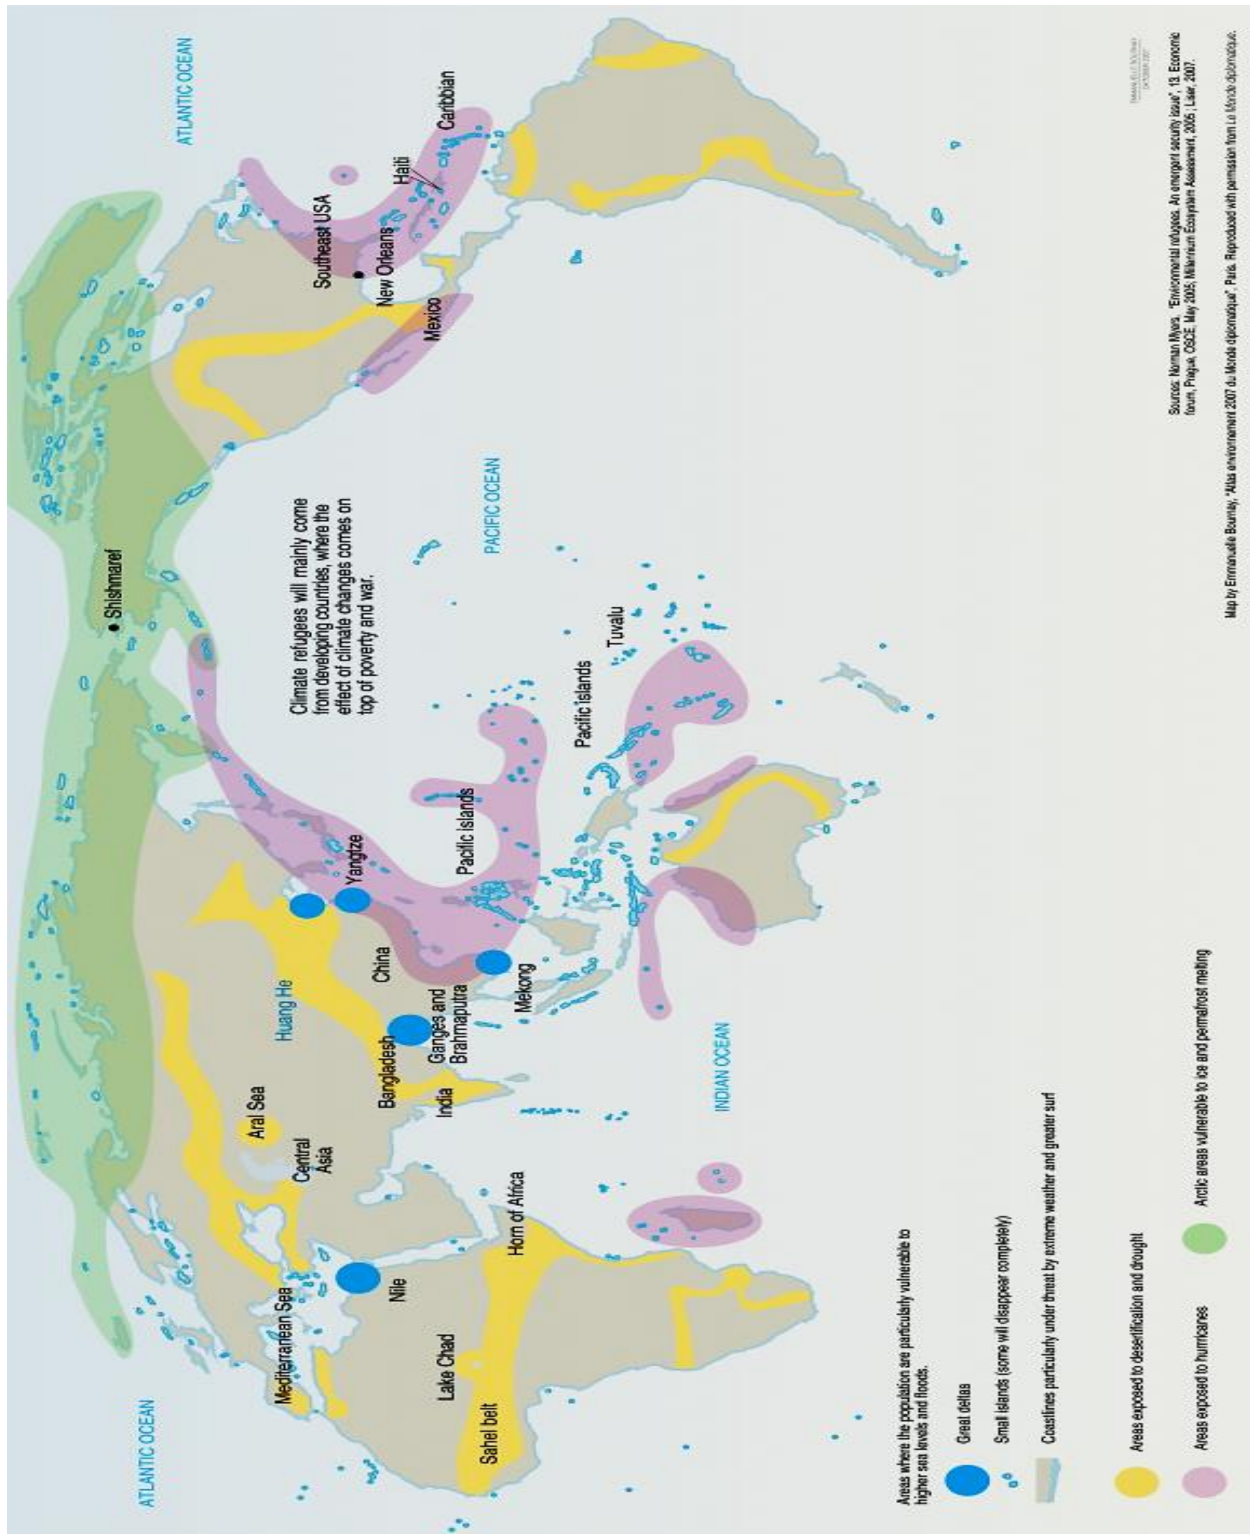 ATLANTIC OCEAN
ATLANTIC OCEAN
Shishmaref
Southeast USA
New Orleans
Haiti
Caribbian
Mexico
Climate refugees will mainly come
from developing countries, where the
effect of climate changes comes on
top of poverty and war.
PACIFIC OCEAN
Mediterranean Sea
Nile
Lake Chad
Sahel belt
Horn of Africa
Aral Sea
Central
Asia
Huang He
China
Yangtze
Bangladesh
Ganges and
Brahmaputra
India
Mekong
Pacific islands
Pacific islands
Tuvalu
INDIAN OCEAN
Areas where the population are particularly vulnerable to
higher sea levels and floods.
Great deltas
Small islands (some will disappear completely)
Coastlines particularly under threat by extreme weather and greater surf
Areas exposed to desertification and drought
Areas exposed to hurricanes
Arctic areas vulnerable to ice and permafrost melting
EMMANUELLE BOURNAY
OCTOBER 2007
Sources: Norman Myers, "Environmental refugees. An emergent security issue", 13. Economic
forum, Prague, OSCE, May 2005; Millennium Ecosystem Assessment, 2005 ; Liser, 2007.
Map by Emmanuelle Bournay, "Atlas environnement 2007 du Monde diplomatique", Paris. Reproduced with permission from Le Monde diplomatique.